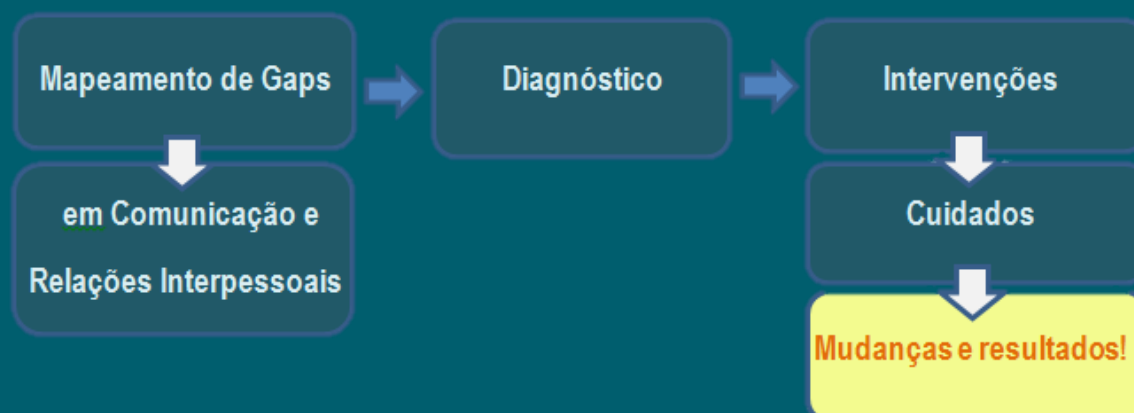 Mapeamento de Gaps
em Comunicação e
Relações Interpessoais
Diagnóstico
Intervenções
Cuidados
Mudanças e resultados!